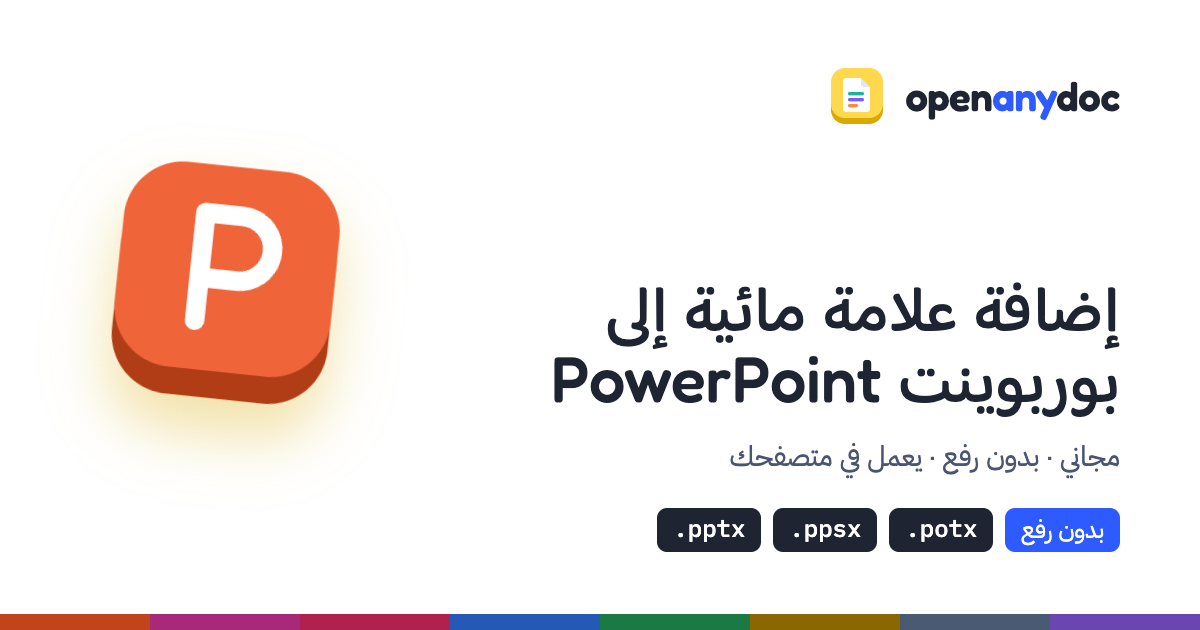 openanydoc
P
إضافة علامة مائية إلى
بوربوينت PowerPoint
مجاني · بدون رفع · يعمل في متصفحك
بدون رفع .potx .ppsx .pptx